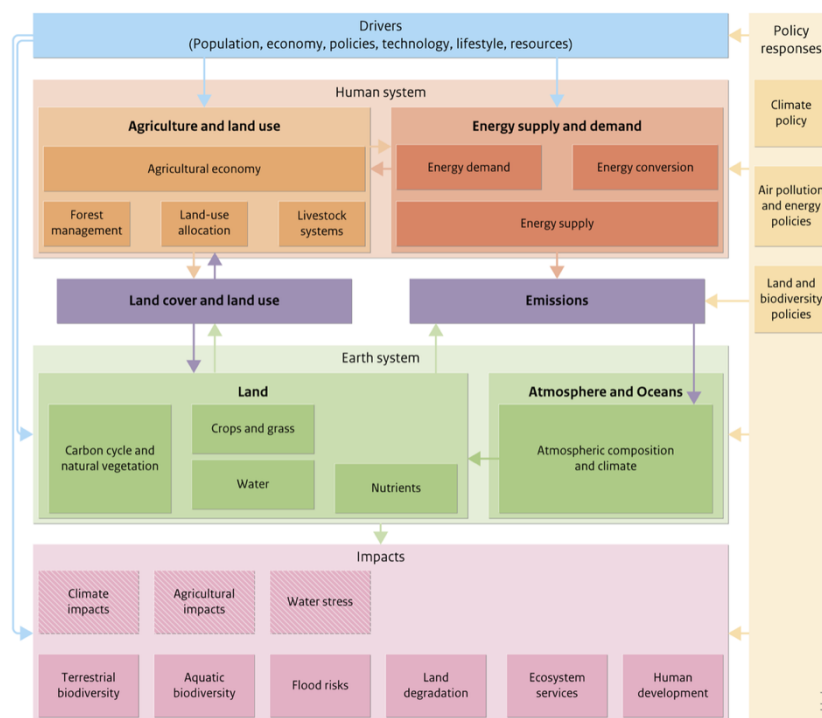 Drivers
(Population, economy, policies, technology, lifestyle, resources)
Policy
responses
Human system
Agriculture and land use
Energy supply and demand
Climate
policy
Agricultural economy
Energy demand
Energy conversion
Forest
management
Land-use
allocation
Livestock
systems
Energy supply
Air pollution
and energy
policies
Land cover and land use
Emissions
Land and
biodiversity
policies
Earth system
Land
Atmosphere and Oceans
Carbon cycle and
natural vegetation
Crops and grass
Water
Nutrients
Atmospheric composition
and climate
Impacts
Climate
impacts
Agricultural
impacts
Water stress
Terrestrial
biodiversity
Aquatic
biodiversity
Flood risks
Land
degradation
Ecosystem
services
Human
development